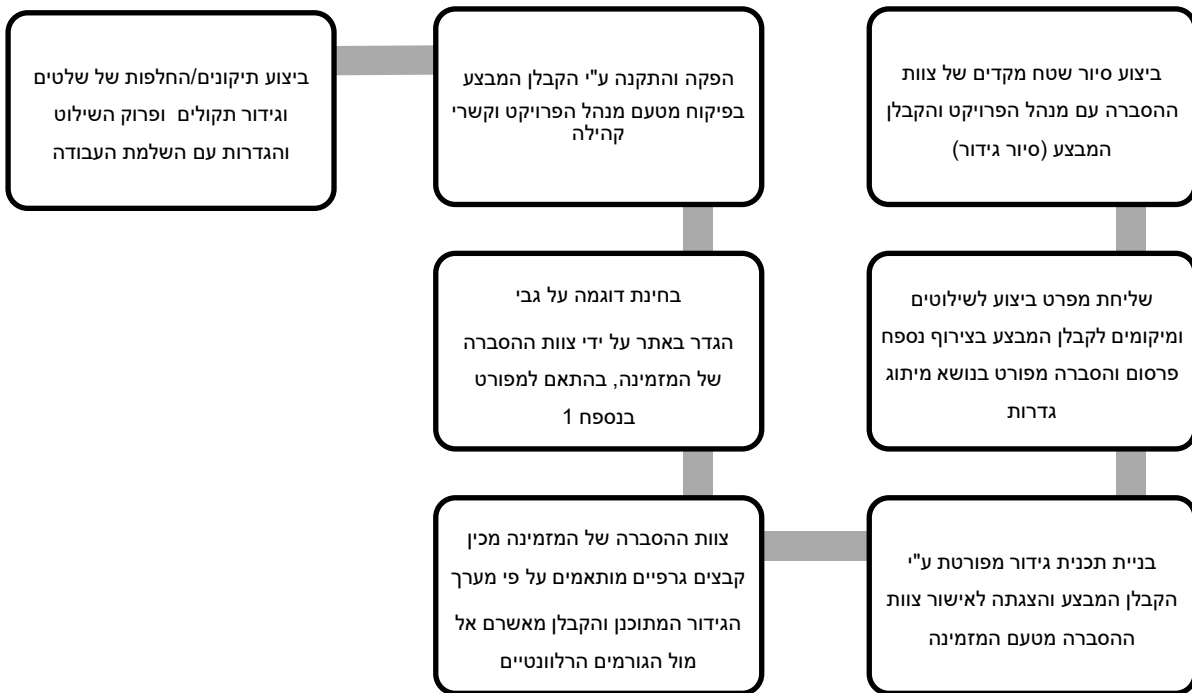 ביצוע סיור שטח מקדים של צוות
ההסברה עם מנהל הפרויקט והקבלן
המבצע (סיור גידור)
שליחת מפרט ביצוע לשילוטים
ומיקומים לקבלן המבצע בצירוף נספח
פרסום והסברה מפורט בנושא מיתוג
גדרות
בניית תכנית גידור מפורטת ע"י
הקבלן המבצע והצגתה לאישור צוות
ההסברה מטעם המזמינה
צוות ההסברה של המזמינה מכין
קבצים גרפיים מותאמים על פי מערך
הגידור המתוכנן והקבלן מאשרם אל
מול הגורמים הרלוונטיים
בחינת דוגמה על גבי
הגדר באתר על ידי צוות ההסברה
של המזמינה, בהתאם למפורט
בנספח 1
הפקה והתקנה ע"י הקבלן המבצע
בפיקוח מטעם מנהל הפרויקט וקשרי
קהילה
ביצוע תיקונים/החלפות של שלטים
וגידור תקולים ופרוק השילוט
והגדרות עם השלמת העבודה